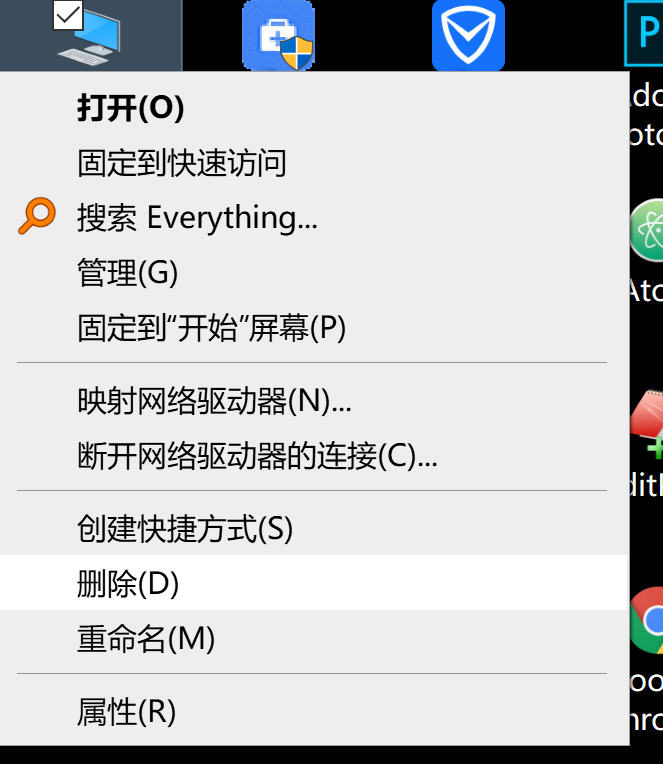 打开(O)
固定到快速访问
搜索 Everything...
管理(G)
固定到“开始”屏幕(P)
映射网络驱动器(N)...
断开网络驱动器的连接(C)...
创建快捷方式(S)
删除(D)
重命名(M)
属性(R)